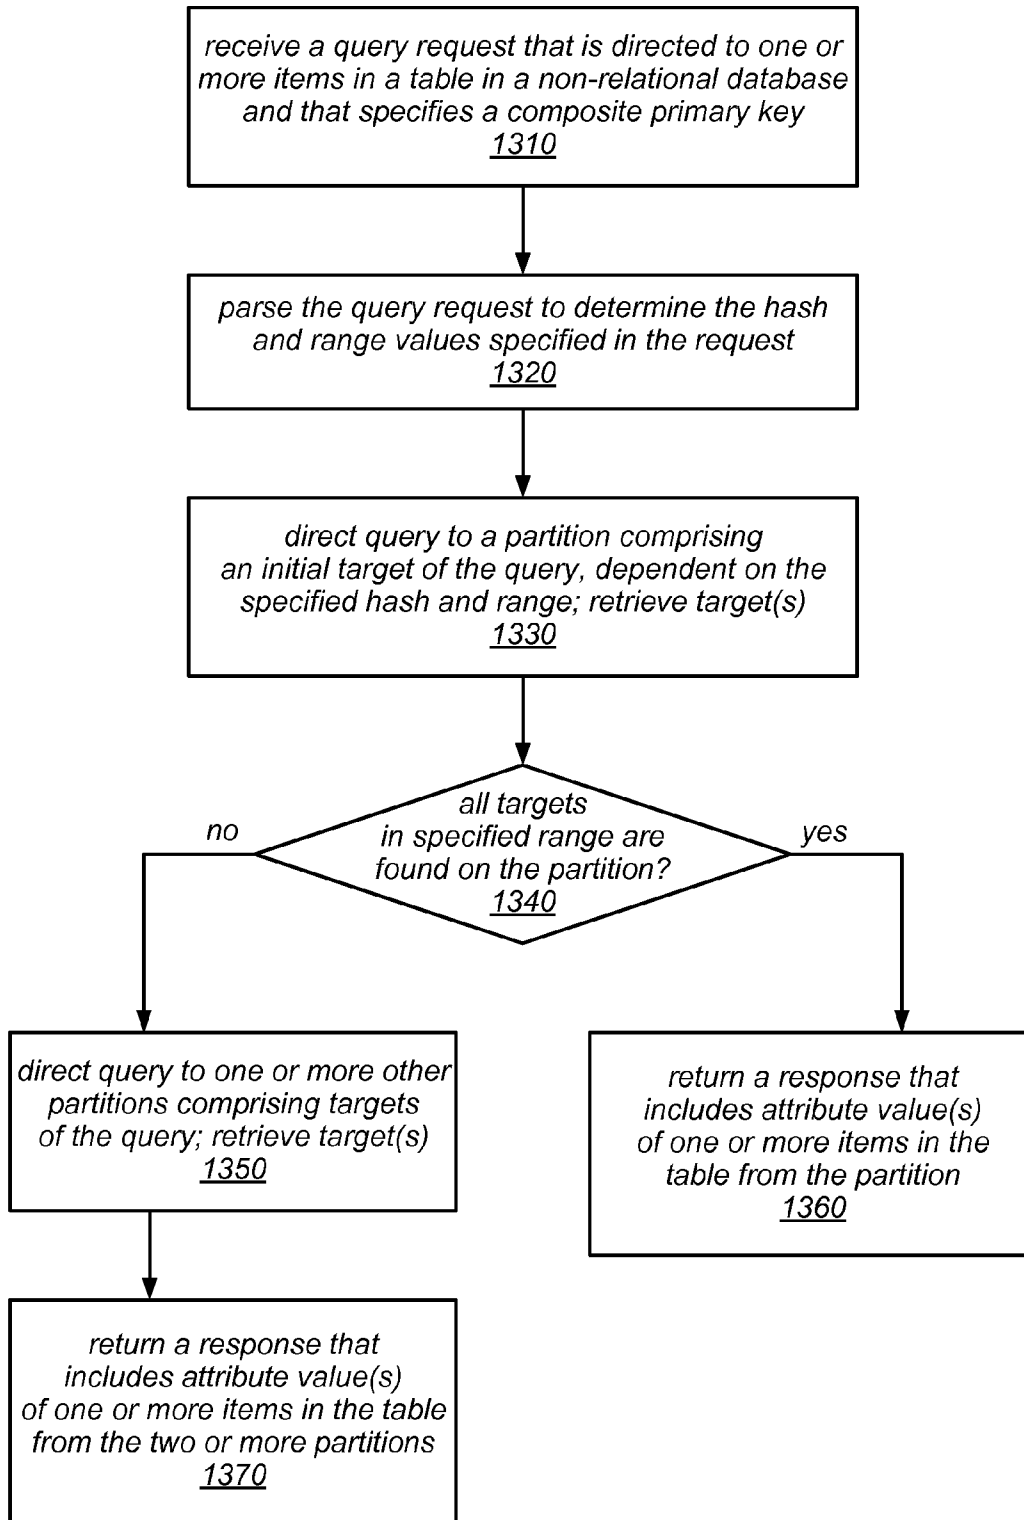 receive a query request that is directed to one or
more items in a table in a non-relational database
and that specifies a composite primary key
1310
parse the query request to determine the hash
and range values specified in the request
1320
direct query to a partition comprising
an initial target of the query, dependent on the
specified hash and range; retrieve target(s)
1330
all targets
in specified range are
found on the partition?
1340
no
yes
direct query to one or more other
partitions comprising targets
of the query; retrieve target(s)
1350
return a response that
includes attribute value(s)
of one or more items in the
table from the partition
1360
return a response that
includes attribute value(s)
of one or more items in the table
from the two or more partitions
1370